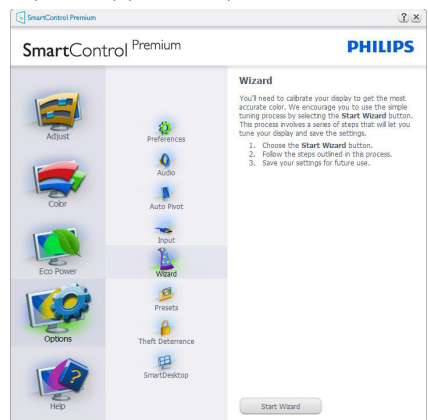 SmartControl Premium
SmartControl Premium
PHILIPS
Adjust
Color
Eco Power
Options
Help
Preferences
Audio
Auto Pivot
Input
Wizard
Presets
Theft Deterrence
SmartDesktop
Wizard
You'll need to calibrate your display to get the most
accurate color. We encourage you to use the simple
tuning process by selecting the Start Wizard button.
This process involves a series of steps that will let you
tune your display and save the settings.
1. Choose the Start Wizard button.
2. Follow the steps outlined in this process.
3. Save your settings for future use.
Start Wizard